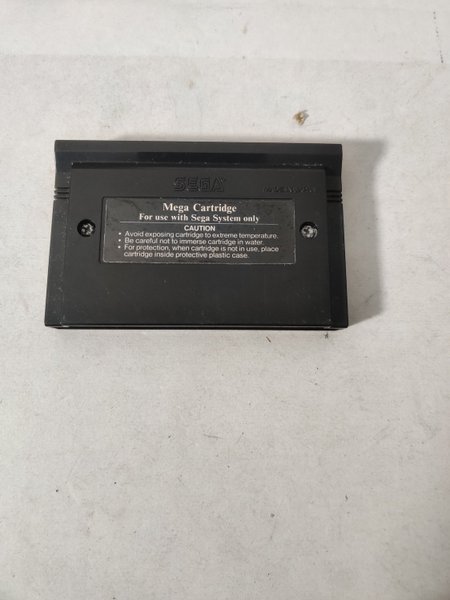 SEGA
Mega Cartridge
For use with Sega System only
CAUTION
• Avoid exposing cartridge to extreme temperature.
• Be careful not to immerse cartridge in water.
• For protection, when cartridge is not in use, place
cartridge inside protective plastic case.